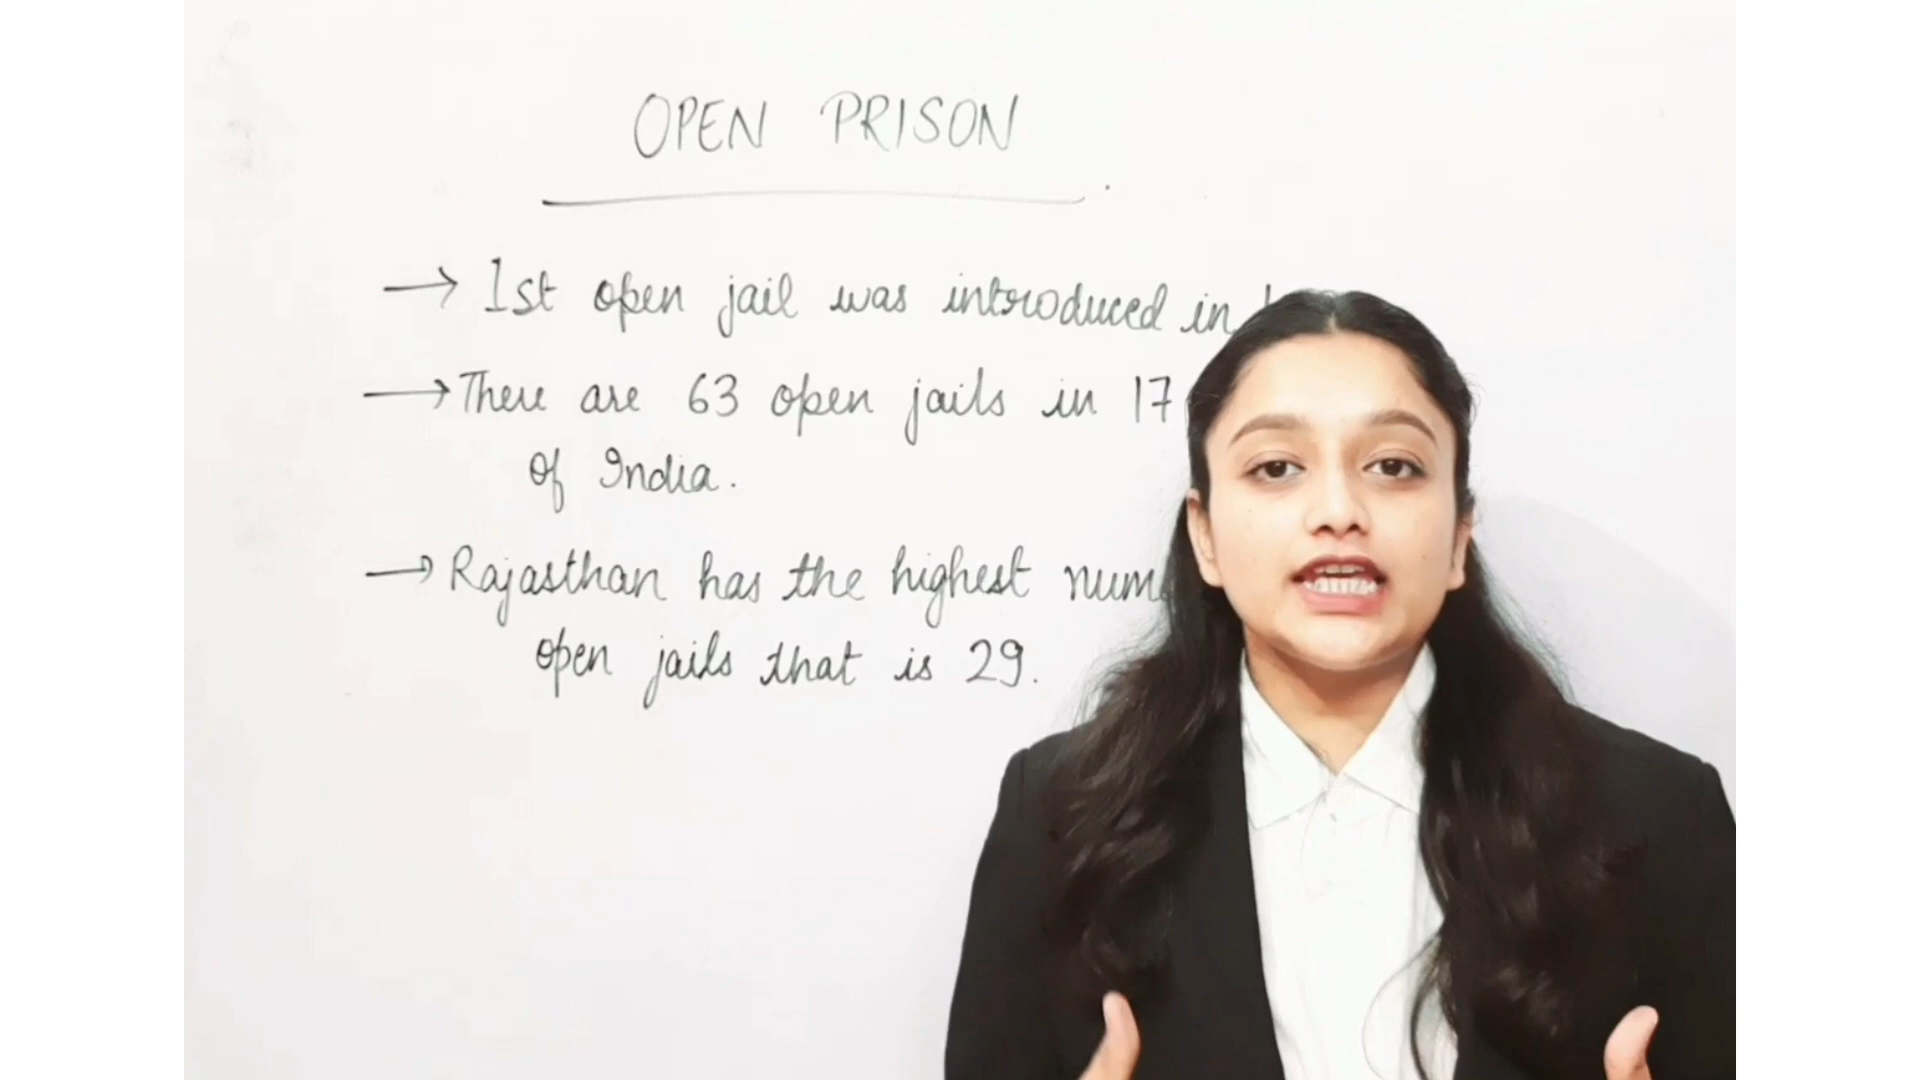 OPEN PRISON
→ 1st open jail was introduced in
→ There are 63 open jails in 17
of India.
→ Rajasthan has the highest
open jails that is 29.